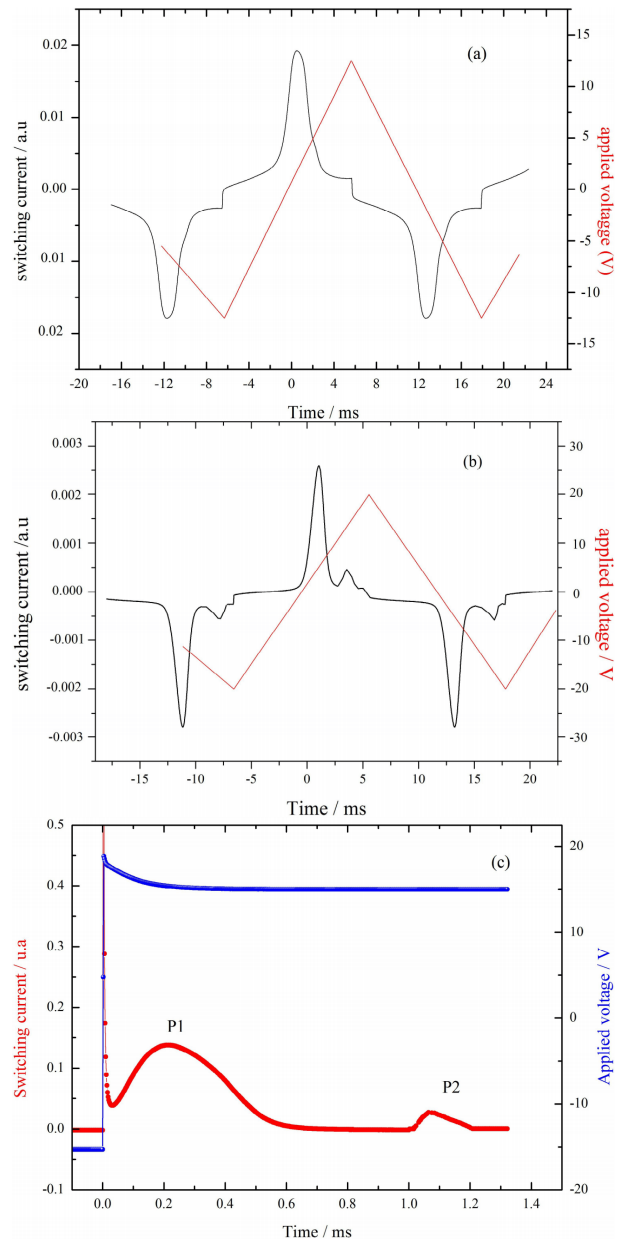 (a)
switching current / a.u
0.02
0.01
0.00
0.01
0.02
applied voltagge (V)
15
10
5
0
-5
-10
-15
-20 -16 -12 -8 -4 0 4 8 12 16 20 24
Time / ms
(b)
switching current /a.u
0.003
0.002
0.001
0.000
-0.001
-0.002
-0.003
applied voltage / V
30
20
10
0
-10
-20
-30
-15 -10 -5 0 5 10 15 20
Time / ms
(c)
Switching current / u.a
0.5
0.4
0.3
0.2
0.1
0.0
-0.1
P1
P2
Applied voltage / V
20
10
0
-10
-20
0.0 0.2 0.4 0.6 0.8 1.0 1.2 1.4
Time / ms